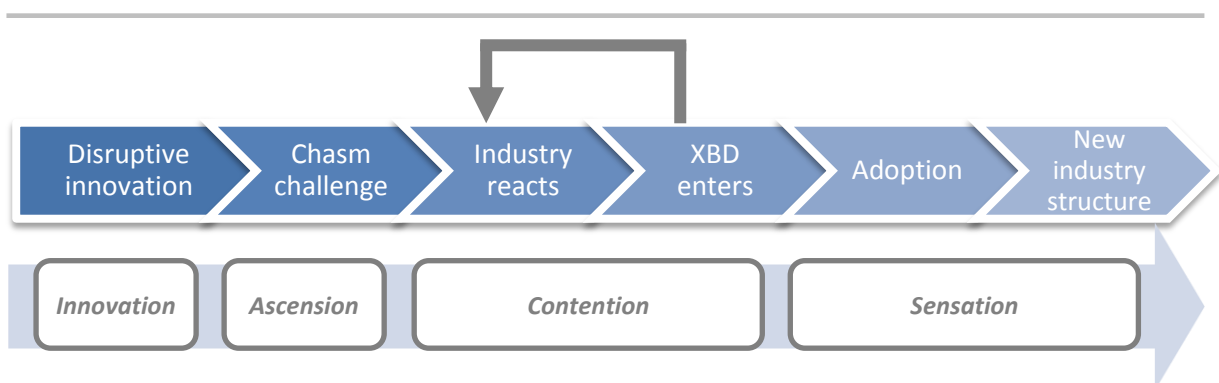 Disruptive
innovation
Chasm
challenge
Industry
reacts
XBD
enters
Adoption
New
industry
structure
Innovation
Ascension
Contention
Sensation